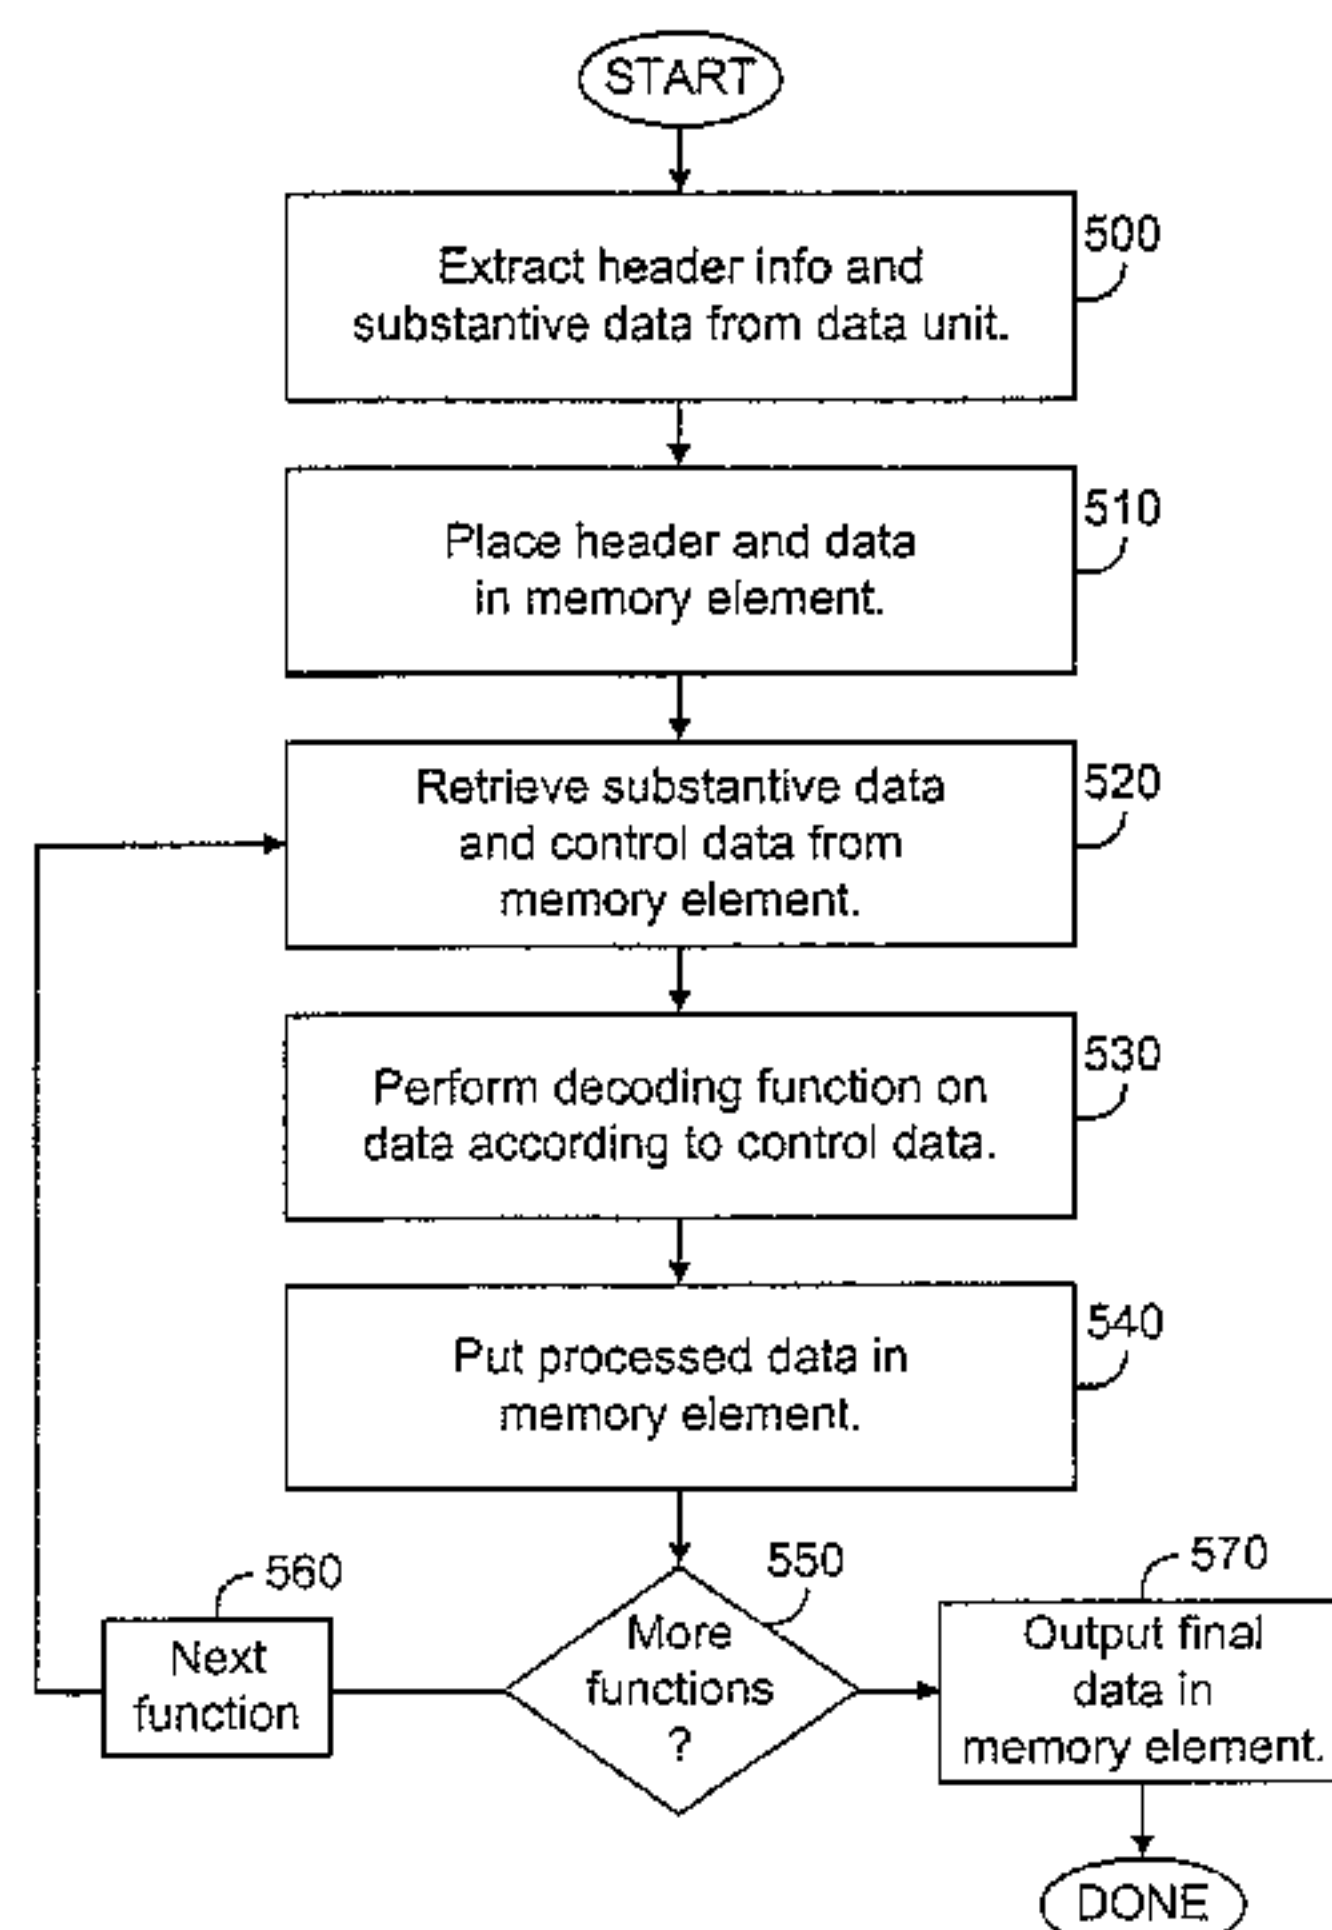 START
500
Extract header info and
substantive data from data unit.
510
Place header and data
in memory element.
520
Retrieve substantive data
and control data from
memory element.
530
Perform decoding function on
data according to control data.
540
Put processed data in
memory element.
560
Next
function
550
More
functions
?
570
Output final
data in
memory element.
DONE